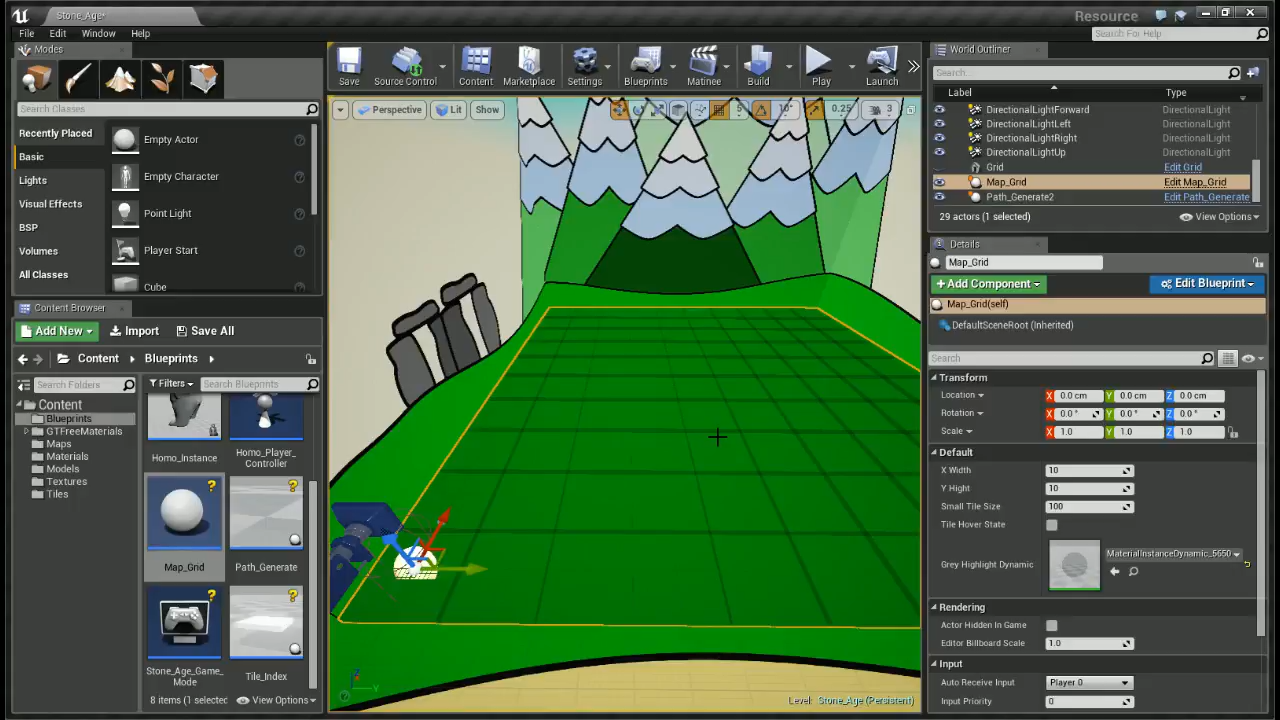 Stone_Age*
Resource
File Edit Window Help
Search For Help
Modes
Search Classes
Recently Placed
Basic
Lights
Visual Effects
BSP
Volumes
All Classes
Empty Actor
Empty Character
Point Light
Player Start
Cube
Save
Source Control
Content
Marketplace
Settings
Blueprints
Matinee
Build
Play
Launch
Perspective
Lit
Show
5
10°
0.25
3
World Outliner
Search...
Label Type
DirectionalLightForward DirectionalLight
DirectionalLightLeft DirectionalLight
DirectionalLightRight DirectionalLight
DirectionalLightUp DirectionalLight
Grid Edit Grid
Map_Grid Edit Map_Grid
Path_Generate2 Edit Path_Generate
29 actors (1 selected)
View Options
Details
Map_Grid
Add Component
Edit Blueprint
Map_Grid(self)
DefaultSceneRoot (Inherited)
Search
Transform
Location X 0.0 cm Y 0.0 cm Z 0.0 cm
Rotation X 0.0 ° Y 0.0 ° Z 0.0 °
Scale X 1.0 Y 1.0 Z 1.0
Default
X Width 10
Y Hight 10
Small Tile Size 100
Tile Hover State
Grey Highlight Dynamic MaterialInstanceDynamic_5650
Rendering
Actor Hidden In Game
Editor Billboard Scale 1.0
Input
Auto Receive Input Player 0
Input Priority 0
Content Browser
Add New
Import
Save All
Content
Blueprints
Search Folders
Filters
Search Blueprints
Content
Blueprints
GTFreeMaterials
Maps
Materials
Models
Textures
Tiles
Homo_Instance
Homo_Player_
Controller
Map_Grid
Path_Generate
Stone_Age_Game_
Mode
Tile_Index
8 items (1 selected
View Options
Level: Stone_Age (Persistent)